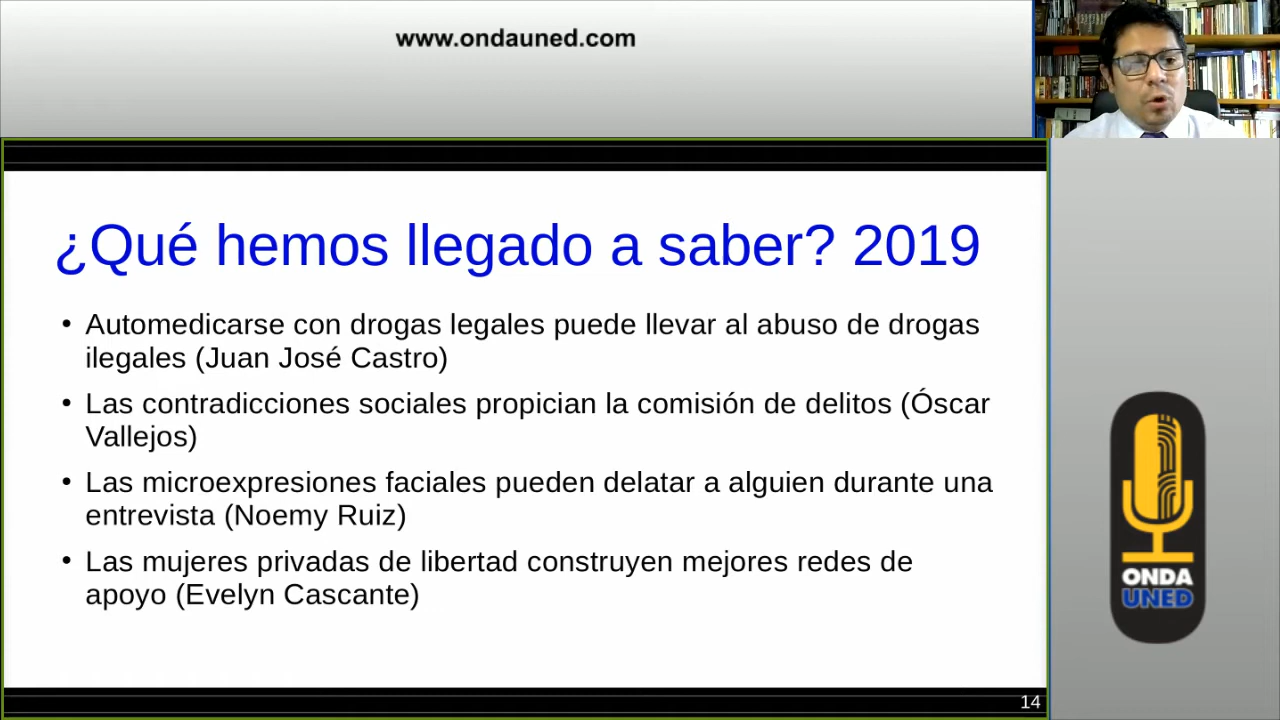 www.ondauned.com
¿Qué hemos llegado a saber? 2019
• Automedicarse con drogas legales puede llevar al abuso de drogas
ilegales (Juan José Castro)
• Las contradicciones sociales propician la comisión de delitos (Óscar
Vallejos)
• Las microexpresiones faciales pueden delatar a alguien durante una
entrevista (Noemy Ruiz)
• Las mujeres privadas de libertad construyen mejores redes de
apoyo (Evelyn Cascante)
ONDA
UNED
14